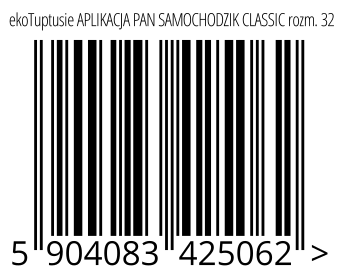 ekoTuptusie APLIKACJA PAN SAMOCHODZIK CLASSIC rozm. 32
5 904083 425062 >